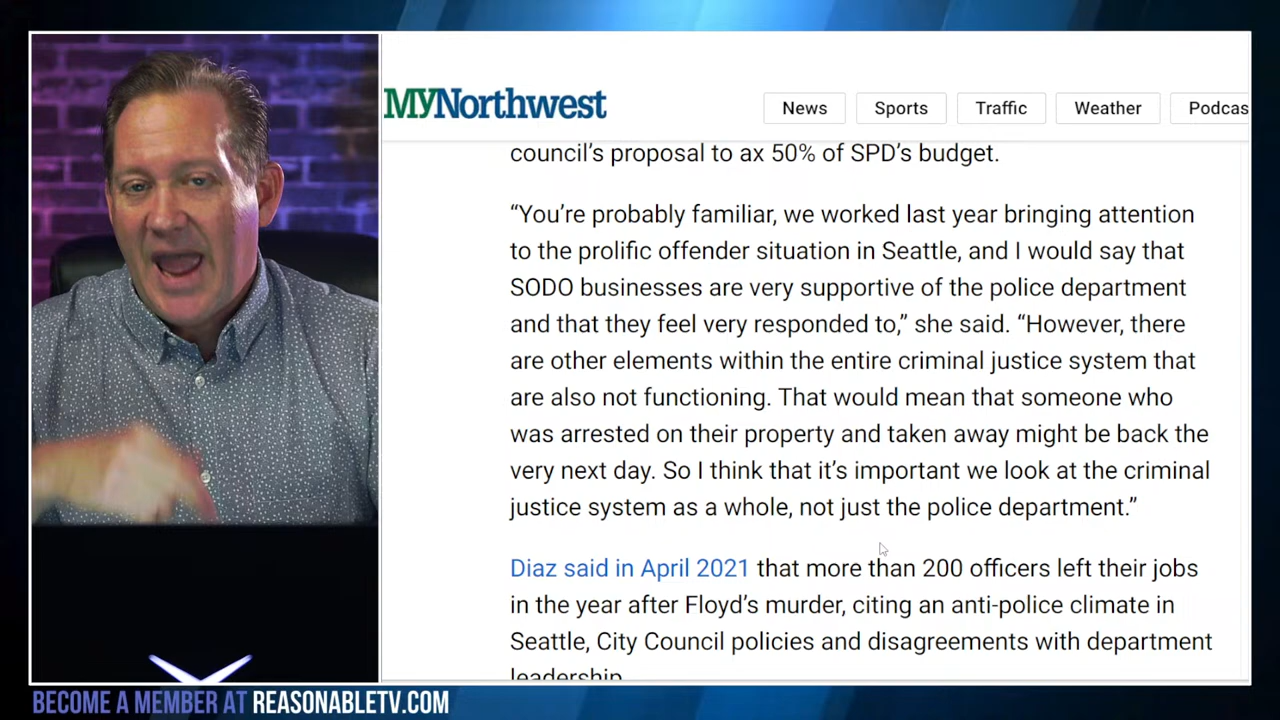 MYNorthwest
News
Sports
Traffic
Weather
Podcas
council’s proposal to ax 50% of SPD’s budget.
“You’re probably familiar, we worked last year bringing attention
to the prolific offender situation in Seattle, and I would say that
SODO businesses are very supportive of the police department
and that they feel very responded to,” she said. “However, there
are other elements within the entire criminal justice system that
are also not functioning. That would mean that someone who
was arrested on their property and taken away might be back the
very next day. So I think that it’s important we look at the criminal
justice system as a whole, not just the police department.”
Diaz said in April 2021 that more than 200 officers left their jobs
in the year after Floyd’s murder, citing an anti-police climate in
Seattle, City Council policies and disagreements with department
leadership.
BECOME A MEMBER AT REASONABLETV.COM